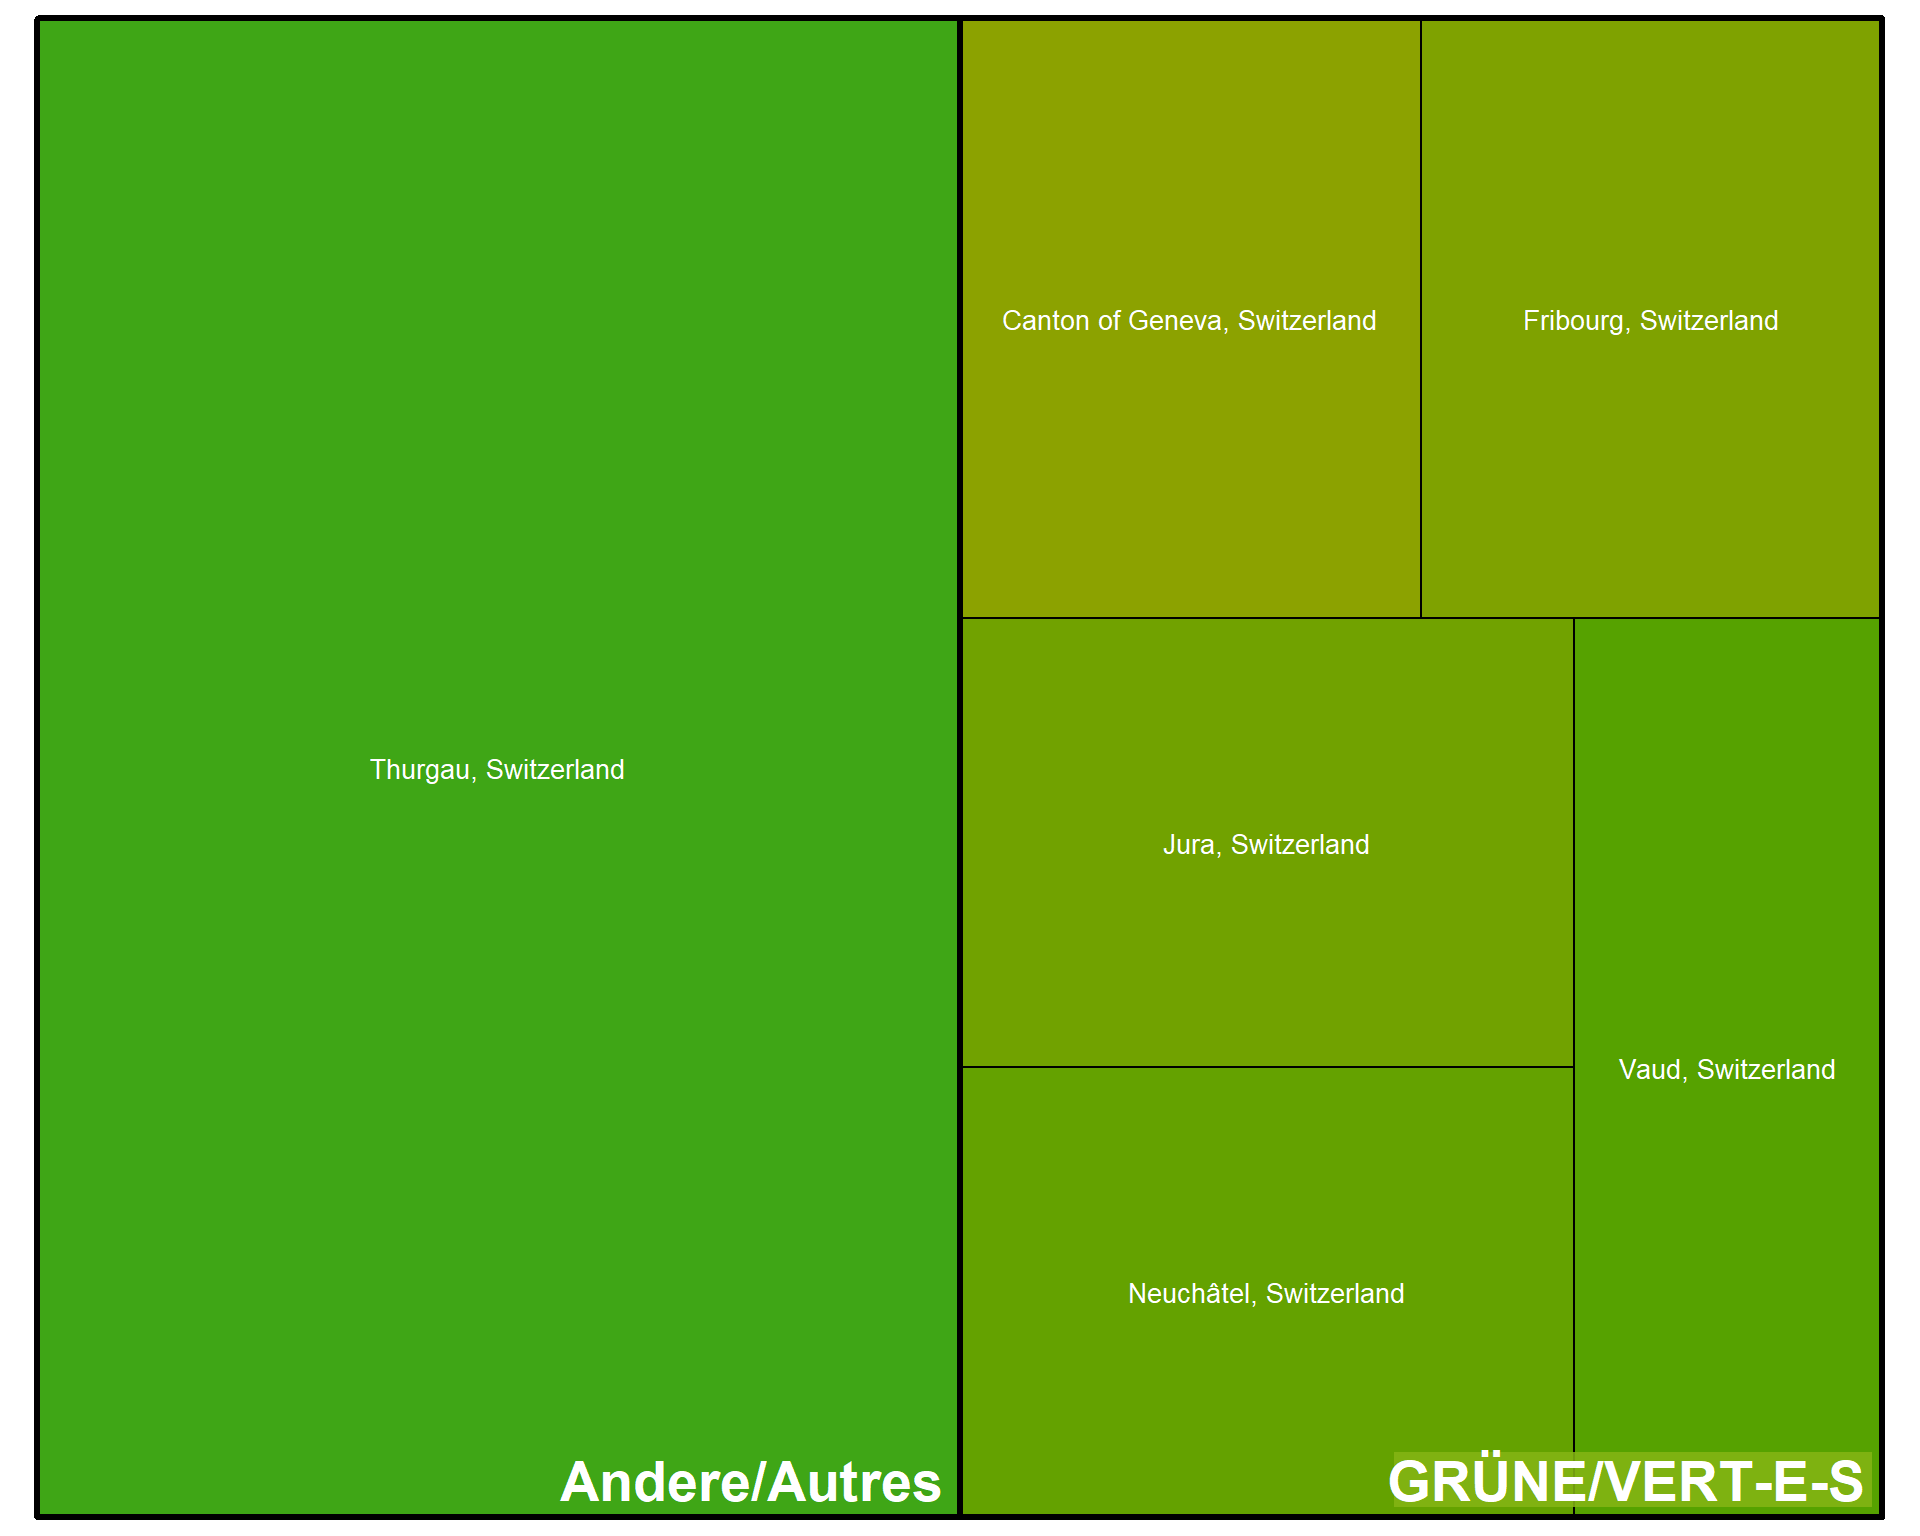 Canton of Geneva, Switzerland
Fribourg, Switzerland
Thurgau, Switzerland
Jura, Switzerland
Vaud, Switzerland
Neuchâtel, Switzerland
Andere/Autres
GRÜNE/VERT-E-S